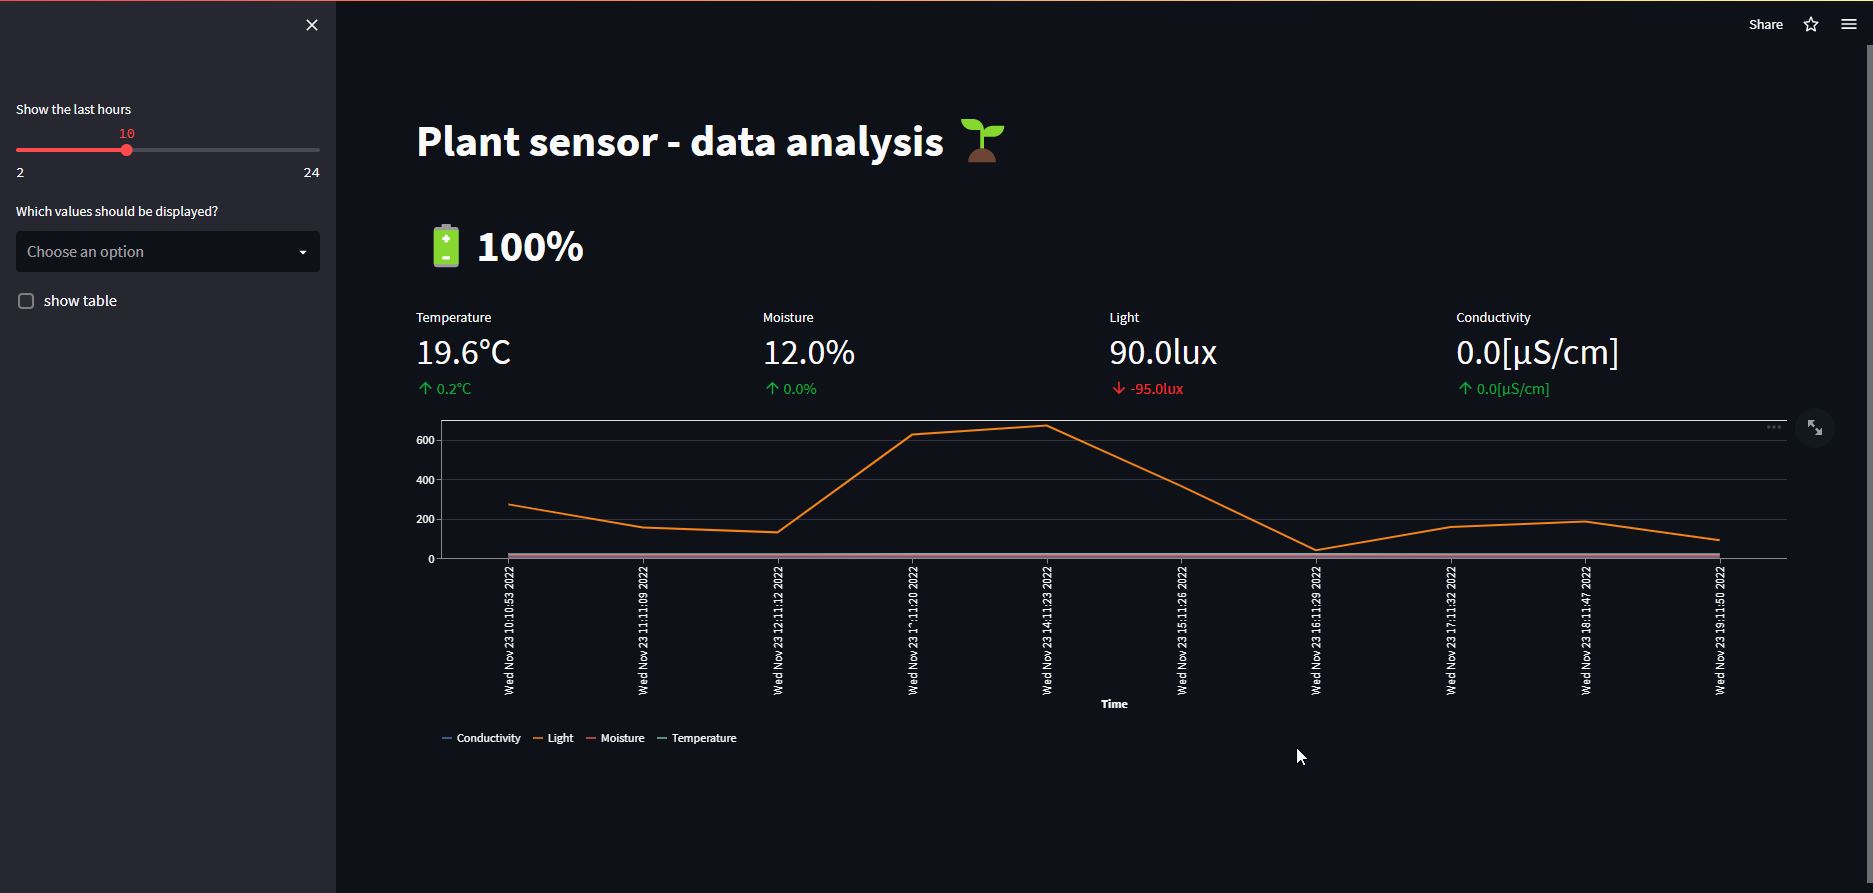 Share
Show the last hours
10
2 24
Which values should be displayed?
Choose an option
show table
Plant sensor - data analysis
100%
Temperature
19.6°C
0.2°C
Moisture
12.0%
0.0%
Light
90.0lux
-95.0lux
Conductivity
0.0[µS/cm]
0.0[µS/cm]
600
400
200
0
Wed Nov 23 10:10:53 2022
Wed Nov 23 11:11:09 2022
Wed Nov 23 12:11:12 2022
Wed Nov 23
2022
Wed Nov 23 14:11:23 2022
Wed Nov 23 15:11:26 2022
Wed Nov 23 16:11:29 2022
Wed Nov 23 17:11:32 2022
Wed Nov 23 18:11:47 2022
Wed Nov 23 19:11:50 2022
Time
Conductivity Light Moisture Temperature